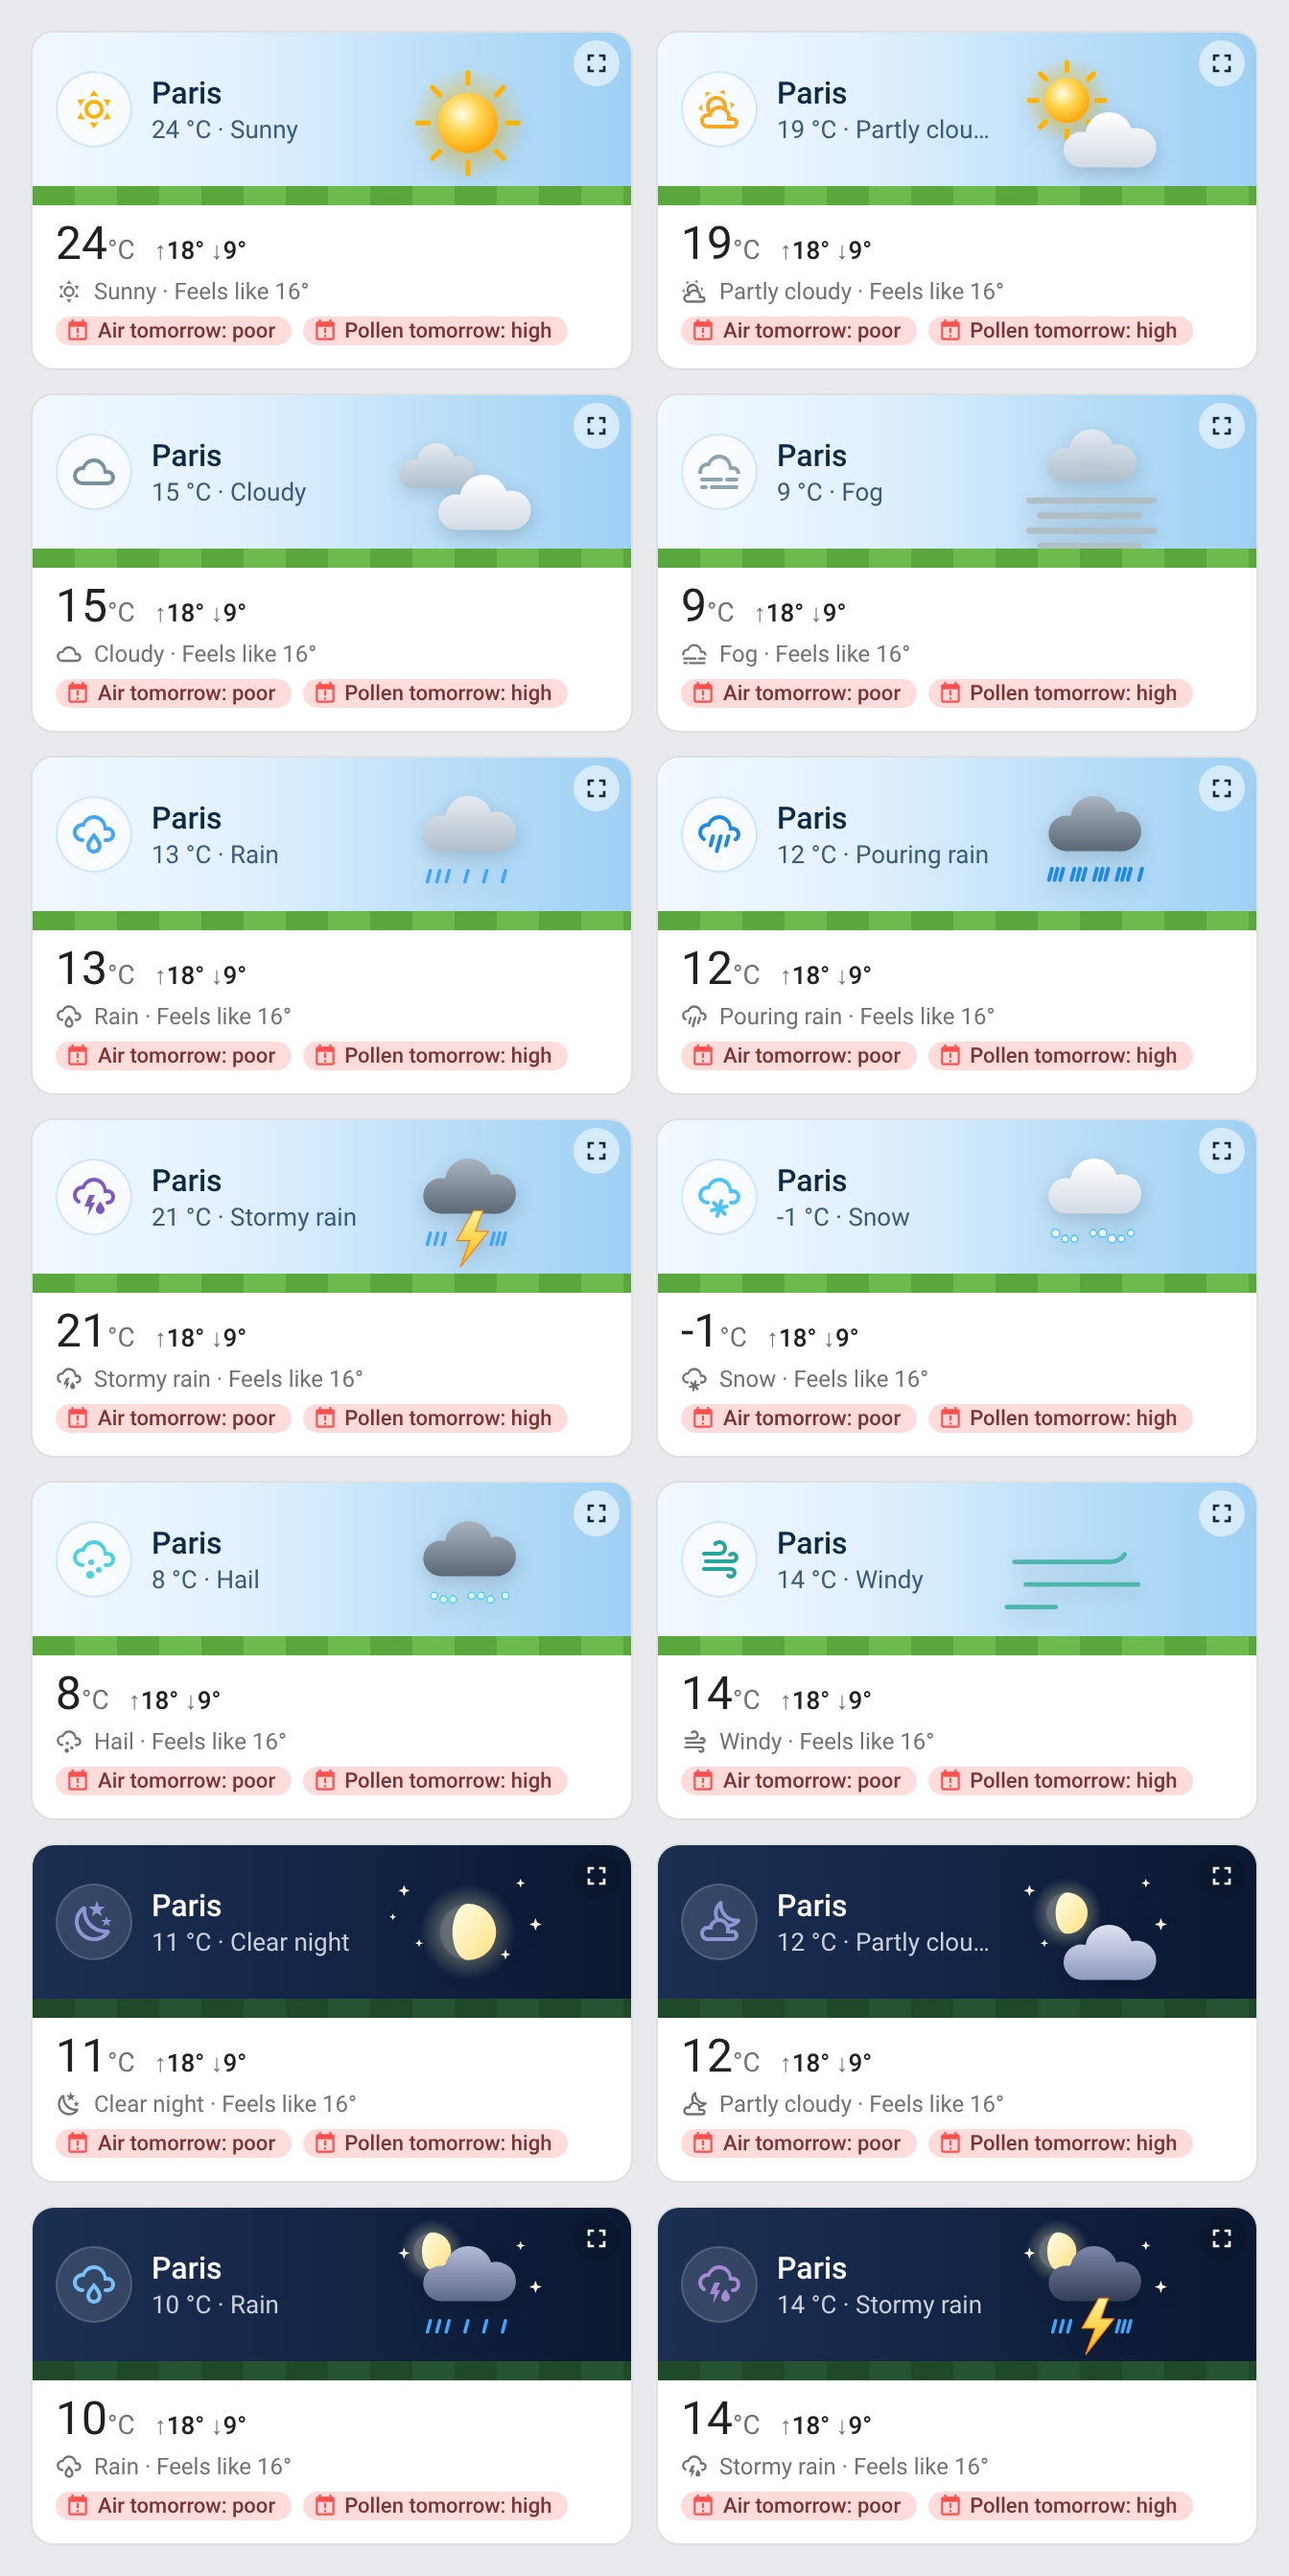 Paris
24 °C · Sunny
24°C ↑18° ↓9°
Sunny · Feels like 16°
Air tomorrow: poor Pollen tomorrow: high
Paris
19 °C · Partly clou...
19°C ↑18° ↓9°
Partly cloudy · Feels like 16°
Air tomorrow: poor Pollen tomorrow: high
Paris
15 °C · Cloudy
15°C ↑18° ↓9°
Cloudy · Feels like 16°
Air tomorrow: poor Pollen tomorrow: high
Paris
9 °C · Fog
9°C ↑18° ↓9°
Fog · Feels like 16°
Air tomorrow: poor Pollen tomorrow: high
Paris
13 °C · Rain
13°C ↑18° ↓9°
Rain · Feels like 16°
Air tomorrow: poor Pollen tomorrow: high
Paris
12 °C · Pouring rain
12°C ↑18° ↓9°
Pouring rain · Feels like 16°
Air tomorrow: poor Pollen tomorrow: high
Paris
21 °C · Stormy rain
21°C ↑18° ↓9°
Stormy rain · Feels like 16°
Air tomorrow: poor Pollen tomorrow: high
Paris
-1 °C · Snow
-1°C ↑18° ↓9°
Snow · Feels like 16°
Air tomorrow: poor Pollen tomorrow: high
Paris
8 °C · Hail
8°C ↑18° ↓9°
Hail · Feels like 16°
Air tomorrow: poor Pollen tomorrow: high
Paris
14 °C · Windy
14°C ↑18° ↓9°
Windy · Feels like 16°
Air tomorrow: poor Pollen tomorrow: high
Paris
11 °C · Clear night
11°C ↑18° ↓9°
Clear night · Feels like 16°
Air tomorrow: poor Pollen tomorrow: high
Paris
12 °C · Partly clou...
12°C ↑18° ↓9°
Partly cloudy · Feels like 16°
Air tomorrow: poor Pollen tomorrow: high
Paris
10 °C · Rain
10°C ↑18° ↓9°
Rain · Feels like 16°
Air tomorrow: poor Pollen tomorrow: high
Paris
14 °C · Stormy rain
14°C ↑18° ↓9°
Stormy rain · Feels like 16°
Air tomorrow: poor Pollen tomorrow: high